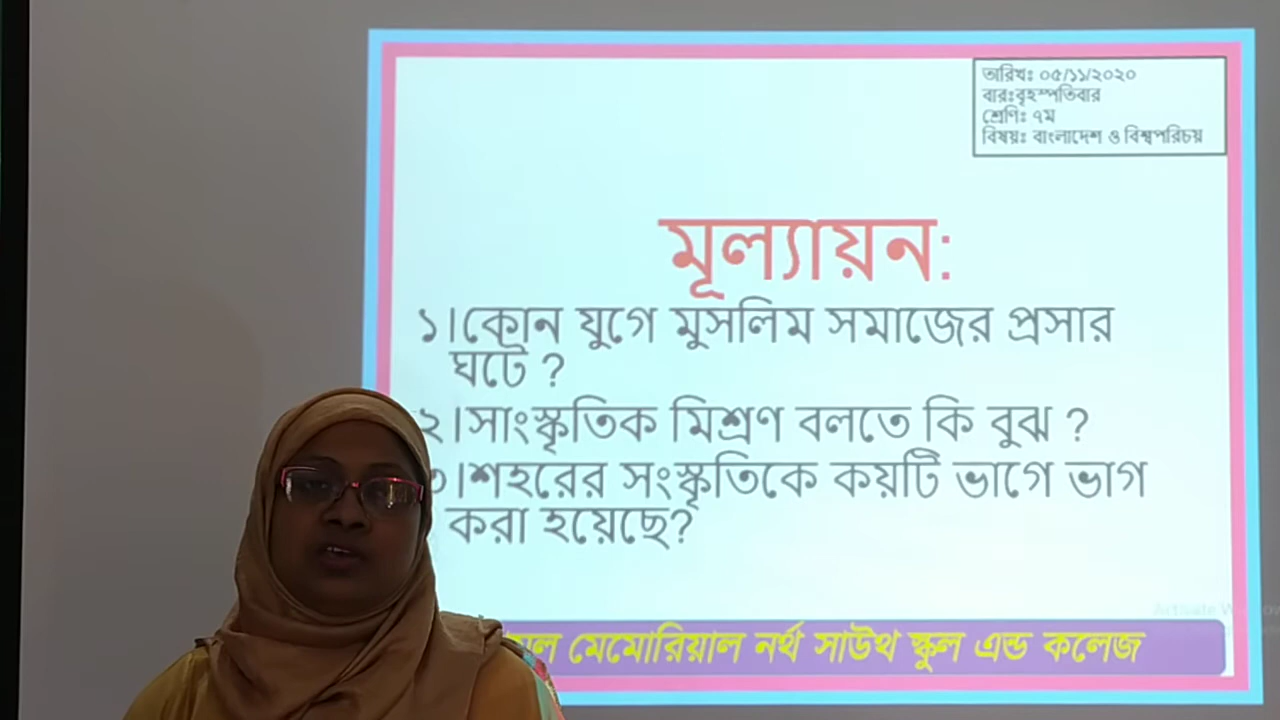 তারিখঃ ০৫/১১/২০২০
বারঃবৃহস্পতিবার
শ্রেণিঃ ৭ম
বিষয়ঃ বাংলাদেশ ও বিশ্বপরিচয়
মূল্যায়ন:
১।কোন যুগে মুসলিম সমাজের প্রসার
ঘটে ?
২।সাংস্কৃতিক মিশ্রণ বলতে কি বুঝ ?
৩।শহরের সংস্কৃতিকে কয়টি ভাগে ভাগ
করা হয়েছে?
মেমোরিয়াল নর্থ সাউথ স্কুল এন্ড কলেজ